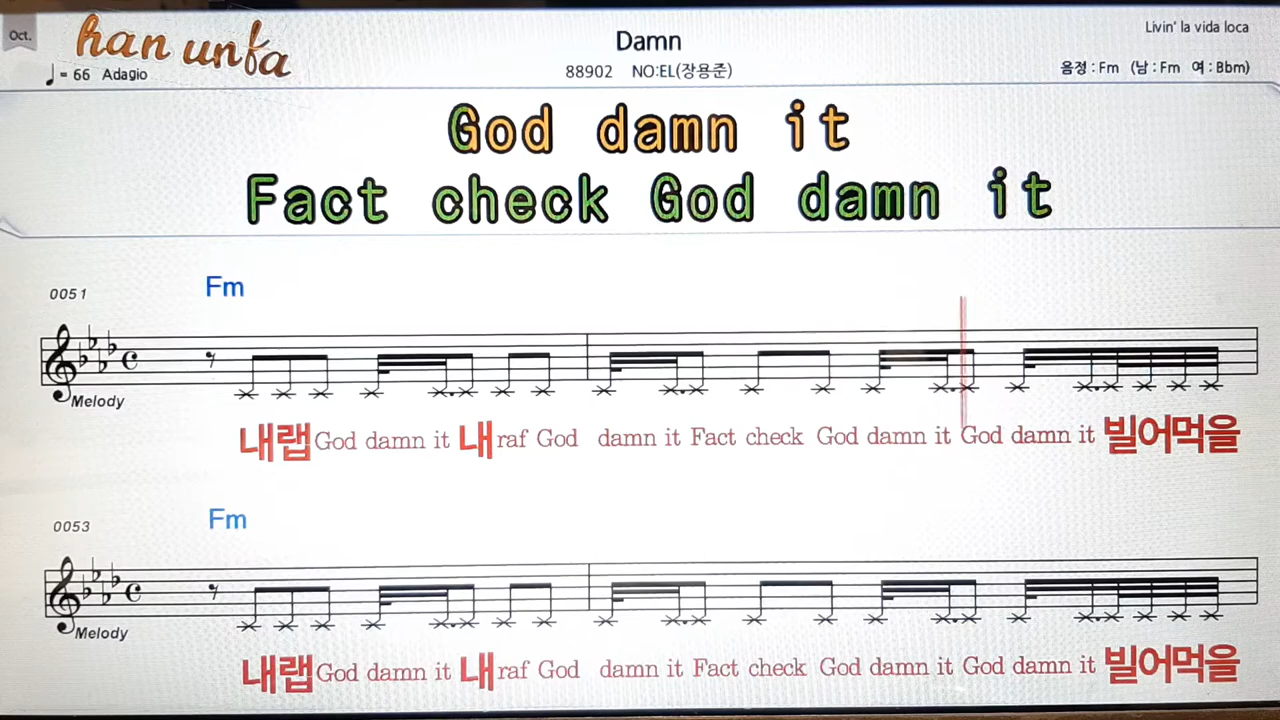 Oct.
han unfa
Damn
Livin' la vida loca
♩ = 66 Adagio
88902 NO:EL(장용준)
음정 : Fm (남 : Fm 여 : Bbm)
God damn it
Fact check God damn it
0051
Fm
Melody
내랩 God damn it 내 raf God damn it Fact check God damn it God damn it 빌어먹을
0053
Fm
Melody
내랩 God damn it 내 raf God damn it Fact check God damn it God damn it 빌어먹을